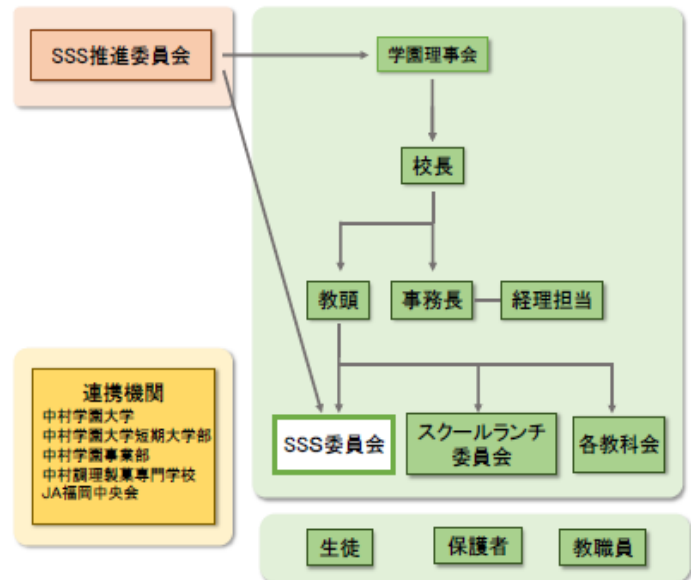 SSS推進委員会
学園理事会
校長
教頭
事務長
経理担当
SSS委員会
スクールランチ
委員会
各教科会
連携機関
中村学園大学
中村学園大学短期大学部
中村学園事業部
中村調理製菓専門学校
JA福岡中央会
生徒
保護者
教職員